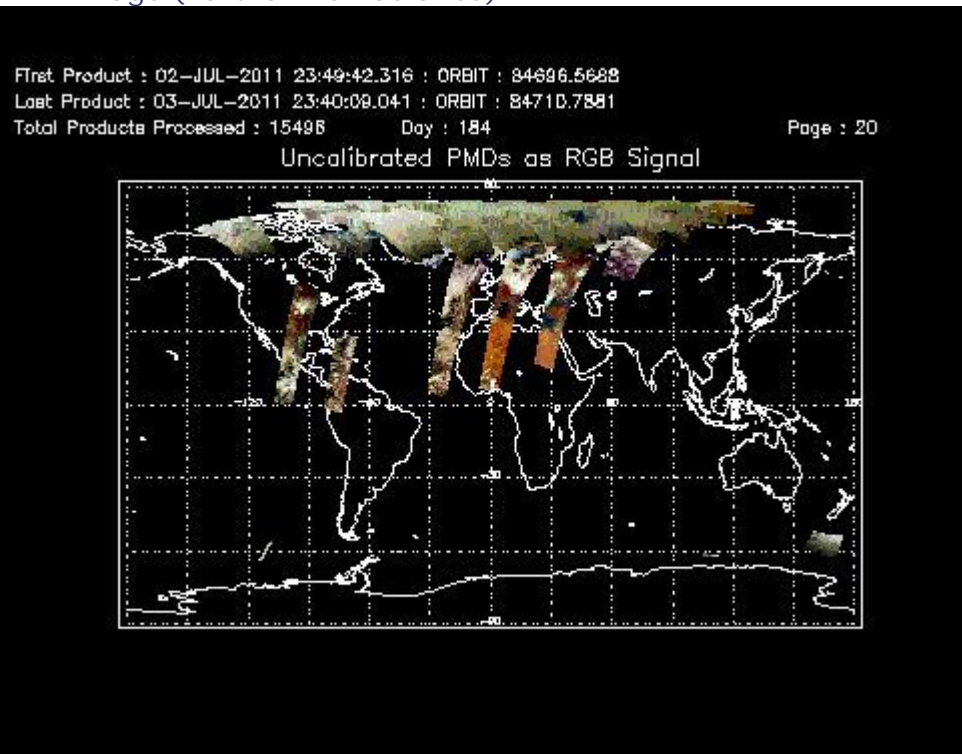 First Product : 02-JUL-2011 23:49:42.316 : ORBIT : 84696.5668
Last Product : 03-JUL-2011 23:40:09.041 : ORBIT : 84710.7881
Total Products Processed : 15496 Day : 184 Page : 20
Uncalibrated PMDs as RGB Signal